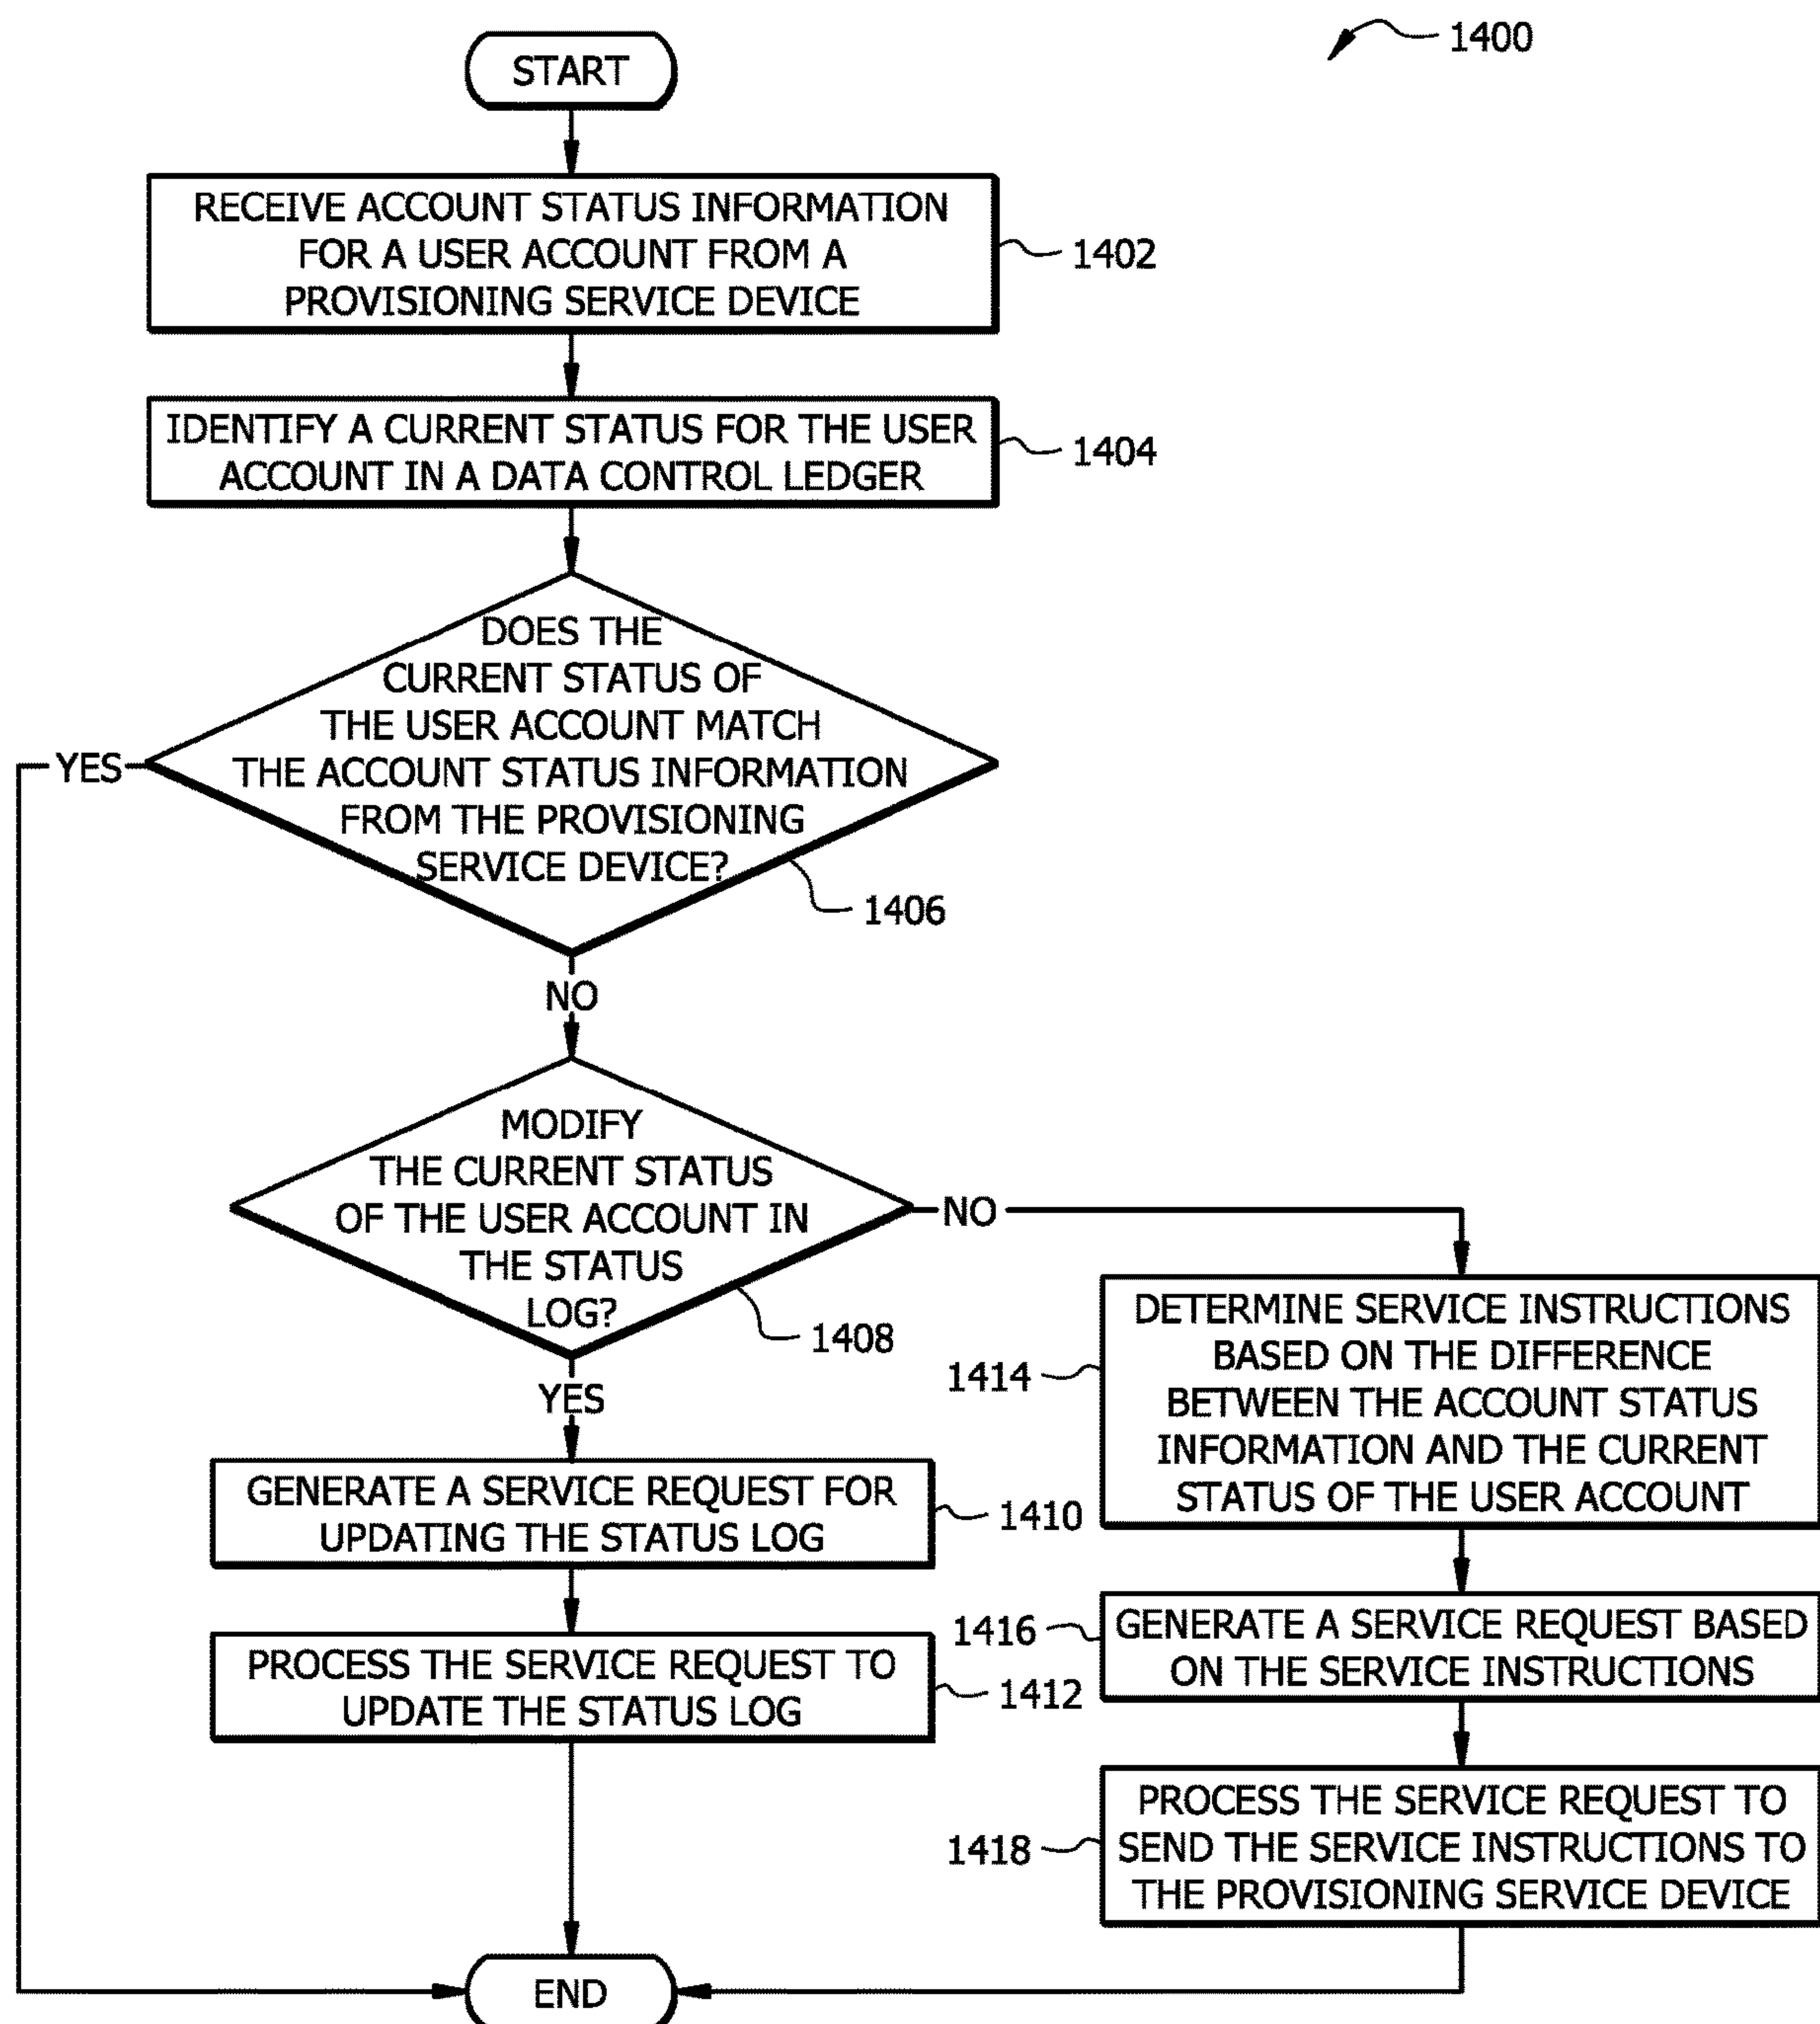 1400
START
RECEIVE ACCOUNT STATUS INFORMATION
FOR A USER ACCOUNT FROM A
PROVISIONING SERVICE DEVICE
1402
IDENTIFY A CURRENT STATUS FOR THE USER
ACCOUNT IN A DATA CONTROL LEDGER
1404
DOES THE
CURRENT STATUS OF
THE USER ACCOUNT MATCH
THE ACCOUNT STATUS INFORMATION
FROM THE PROVISIONING
SERVICE DEVICE?
YES
1406
NO
MODIFY
THE CURRENT STATUS
OF THE USER ACCOUNT IN
THE STATUS
LOG?
NO
1408
YES
GENERATE A SERVICE REQUEST FOR
UPDATING THE STATUS LOG
1410
PROCESS THE SERVICE REQUEST TO
UPDATE THE STATUS LOG
1412
DETERMINE SERVICE INSTRUCTIONS
BASED ON THE DIFFERENCE
BETWEEN THE ACCOUNT STATUS
INFORMATION AND THE CURRENT
STATUS OF THE USER ACCOUNT
1414
GENERATE A SERVICE REQUEST BASED
ON THE SERVICE INSTRUCTIONS
1416
PROCESS THE SERVICE REQUEST TO
SEND THE SERVICE INSTRUCTIONS TO
THE PROVISIONING SERVICE DEVICE
1418
END